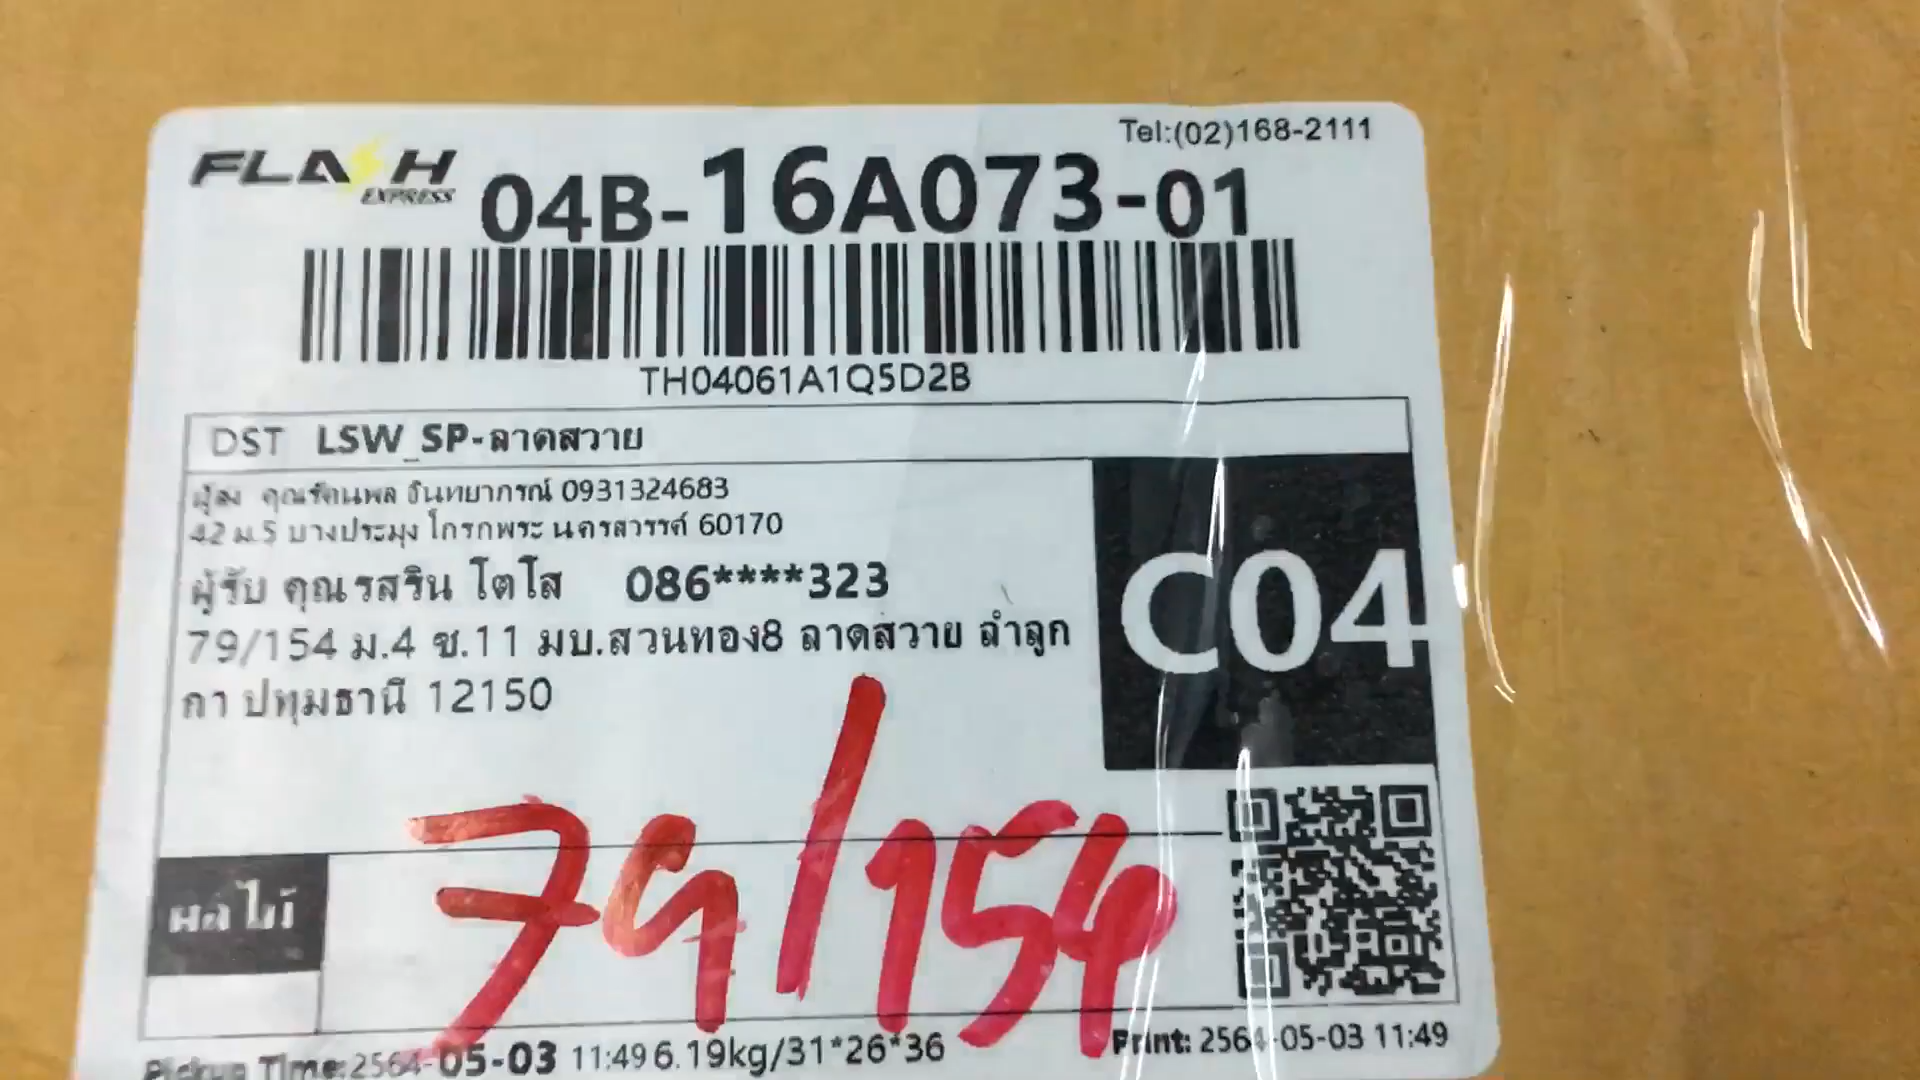 Tel:(02)168-2111
FLASH EXPRESS
04B-16A073-01
TH04061A1Q5D2B
DST LSW_SP-ลาดสวาย
ผู้ส่ง คุณรัตนพล จันทยากรณ์ 0931324683
42 ม.5 บางประมุง โกรกพระ นครสวรรค์ 60170
ผู้รับ คุณรสริน โตโส 086****323
79/154 ม.4 ซ.11 มบ.สวนทอง8 ลาดสวาย ลำลูก
กา ปทุมธานี 12150
C04
79/154
ผลไม้
Pickup Time:2564-05-03 11:49 6.19kg/31*26*36
Print: 2564-05-03 11:49